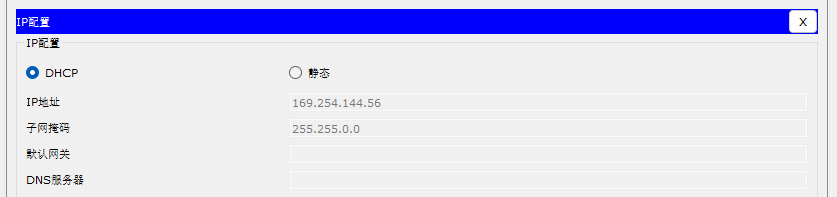 IP配置 X
IP配置
DHCP 静态
IP地址 169.254.144.56
子网掩码 255.255.0.0
默认网关
DNS服务器